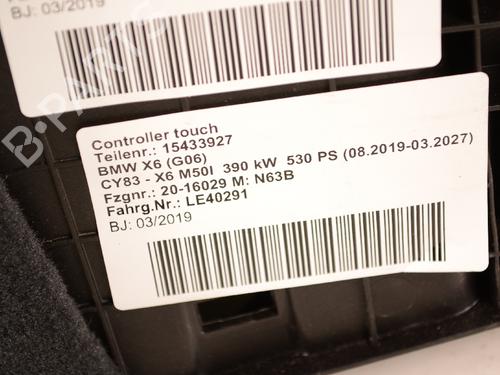 BJ: 03/2019
B-PARTS
Controller touch
Teilenr.: 15433927
BMW X6 (G06)
CY83 - X6 M50I 390 kW 530 PS (08.2019-03.2027)
Fzgnr.: 20-16029 M: N63B
Fahrg.Nr.: LE40291
BJ: 03/2019